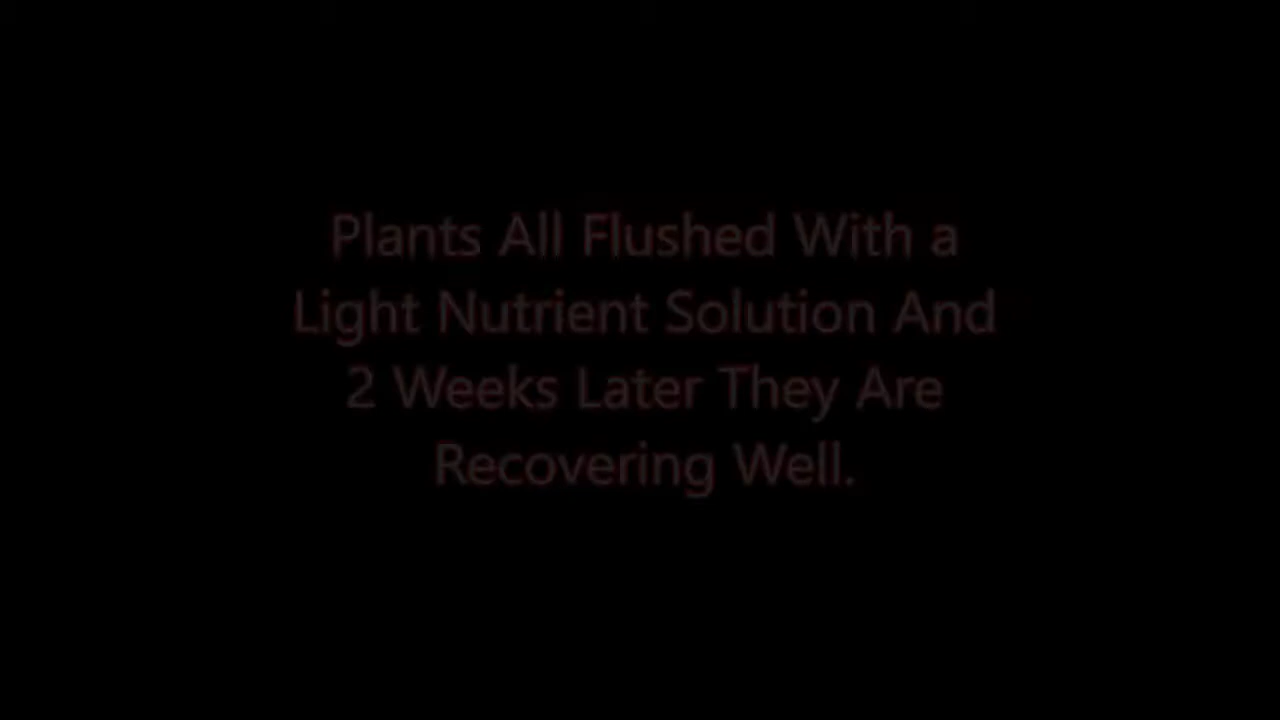 Plants All Flushed With a
Light Nutrient Solution And
2 Weeks Later They Are
Recovering Well.